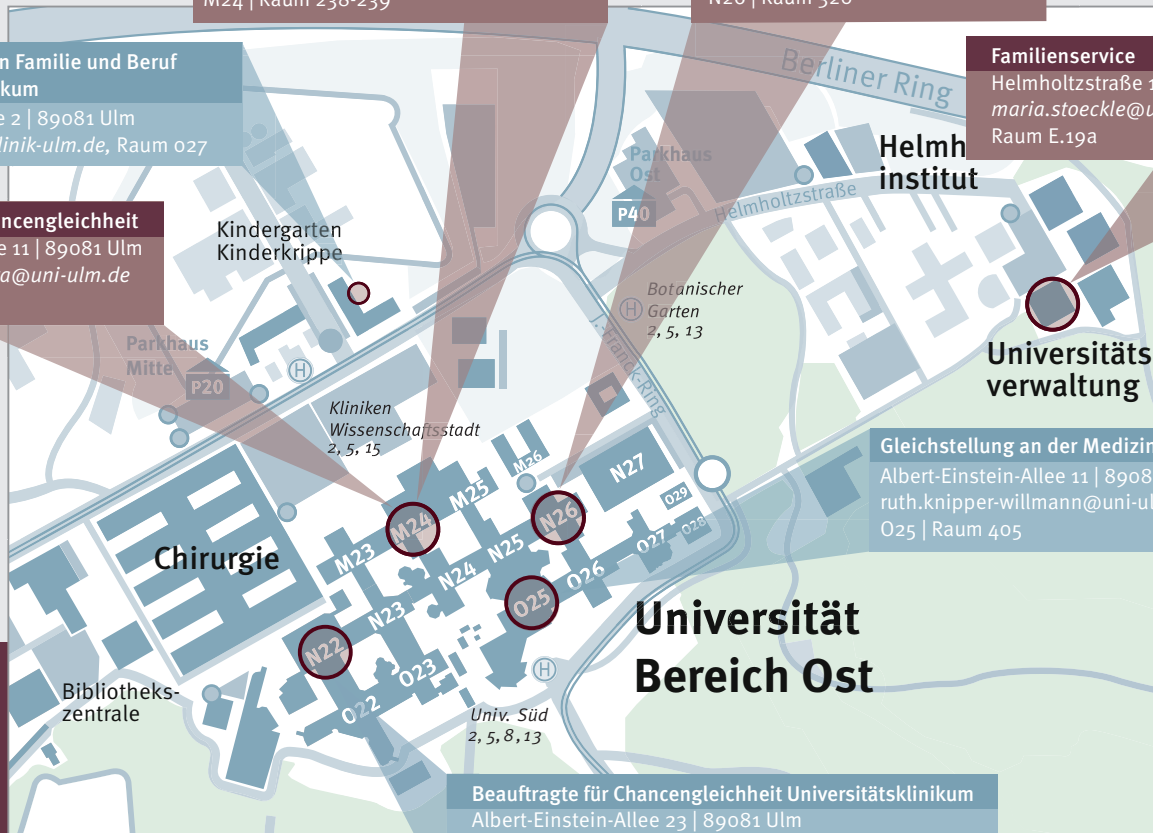 M24 | Raum 238-239
N26 | Raum 320
n Familie und Beruf
kum
e 2 | 89081 Ulm
linik-ulm.de, Raum 027
Berliner Ring
Familienservice
Helmholtzstraße 1
maria.stoeckle@u
Raum E.19a
Parkhaus
Ost
P40
Helmh
institut
Helmholtzstraße
ncengleichheit
e 11 | 89081 Ulm
a@uni-ulm.de
Kindergarten
Kinderkrippe
H
Botanischer
Garten
2, 5, 13
J.-Franck-Ring
Parkhaus
Mitte
P20
H
Universitäts
verwaltung
Kliniken
Wissenschaftsstadt
2, 5, 15
Gleichstellung an der Medizin
Albert-Einstein-Allee 11 | 8908
ruth.knipper-willmann@uni-ul
O25 | Raum 405
M26
N27
M25
O29
M24
N26
O28
O27
M23
N25
Chirurgie
N24
O26
O25
N23
N22
O23
O22
Universität
Bereich Ost
H
Bibliotheks-
zentrale
Univ. Süd
2, 5, 8, 13
Beauftragte für Chancengleichheit Universitätsklinikum
Albert-Einstein-Allee 23 | 89081 Ulm